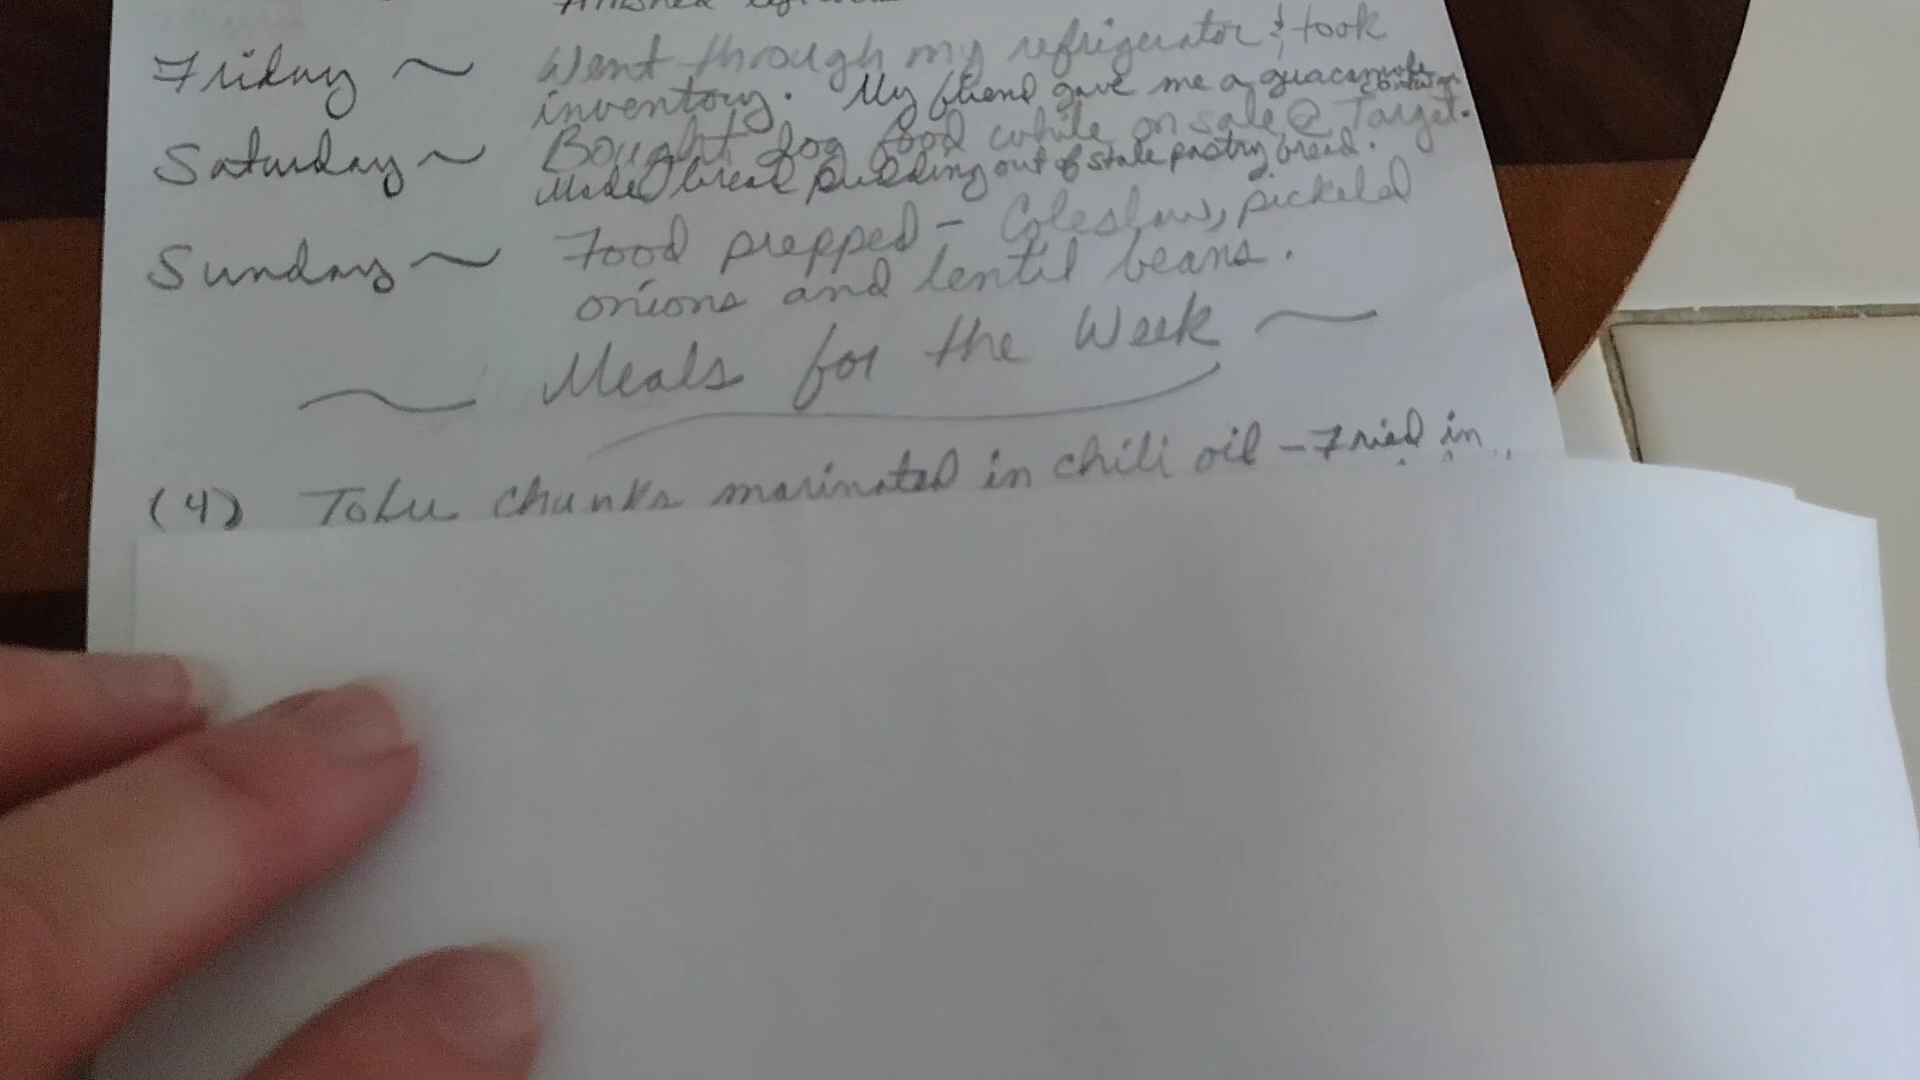 Finished
Friday ~ Went through my refrigerator & took
inventory. My friend gave me a guacamole
Saturday ~ Bought dog food while on sale @ Target.
Made bread pudding out of stale pastry bread.
Sunday ~ Food prepped - Coleslaw, pickeled
onions and lentil beans.
~ Meals for the Week ~
(4) Tofu chunks marinated in chili oil - Fried in